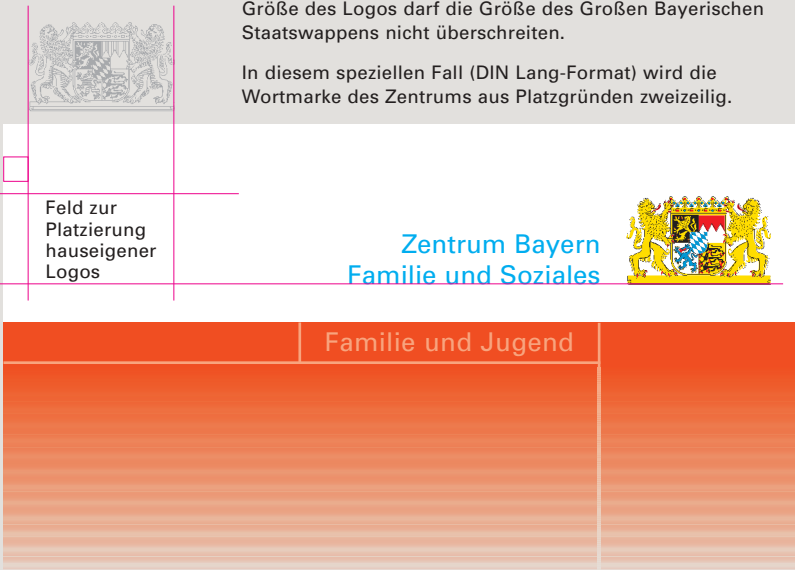 Größe des Logos darf die Größe des Großen Bayerischen
Staatswappens nicht überschreiten.
In diesem speziellen Fall (DIN Lang-Format) wird die
Wortmarke des Zentrums aus Platzgründen zweizeilig.
Feld zur
Platzierung
hauseigener
Logos
Zentrum Bayern
Familie und Soziales
Familie und Jugend